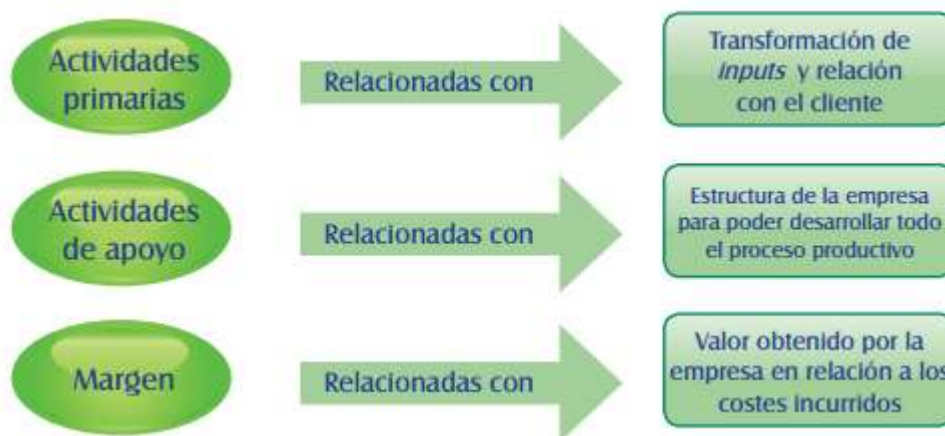 Actividades
primarias
Relacionadas con
Transformación de
inputs y relación
con el cliente
Actividades
de apoyo
Relacionadas con
Estructura de la empresa
para poder desarrollar todo
el proceso productivo
Margen
Relacionadas con
Valor obtenido por la
empresa en relación a los
costes incurridos